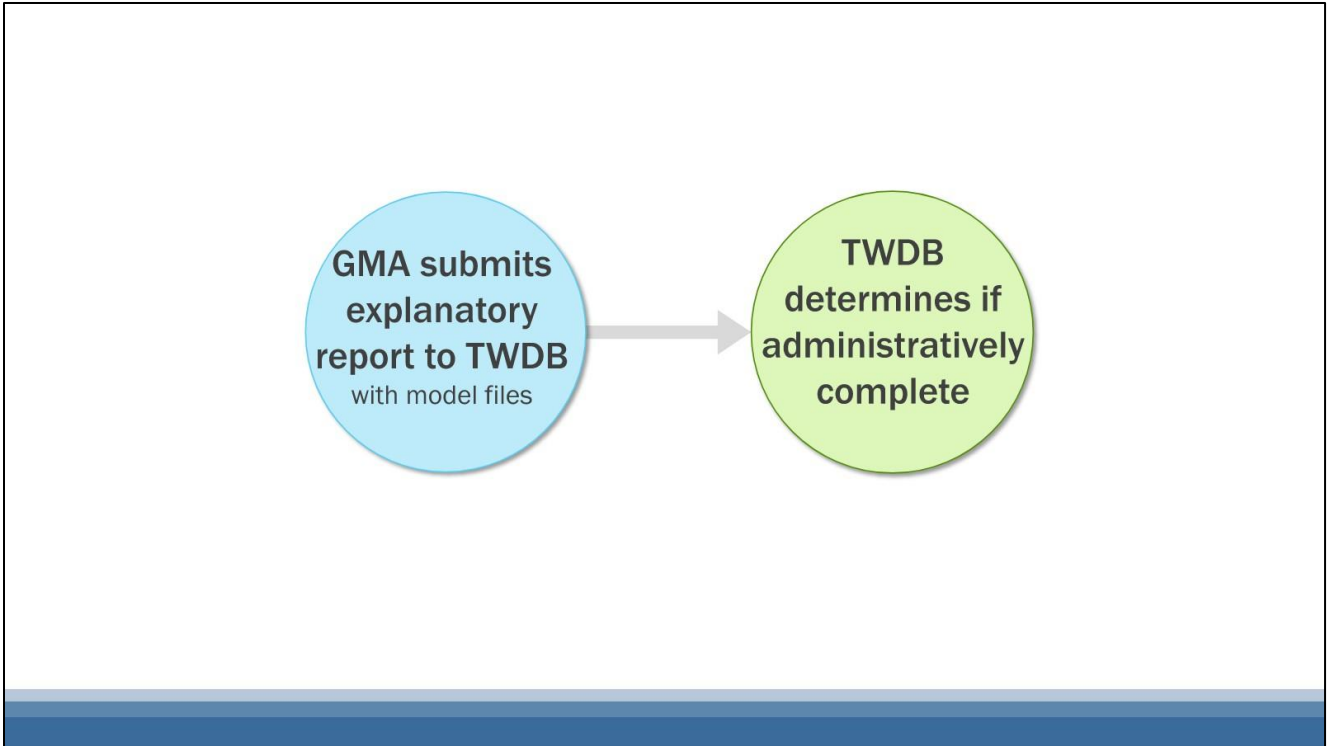 GMA submits
explanatory
report to TWDB
with model files
TWDB
determines if
administratively
complete